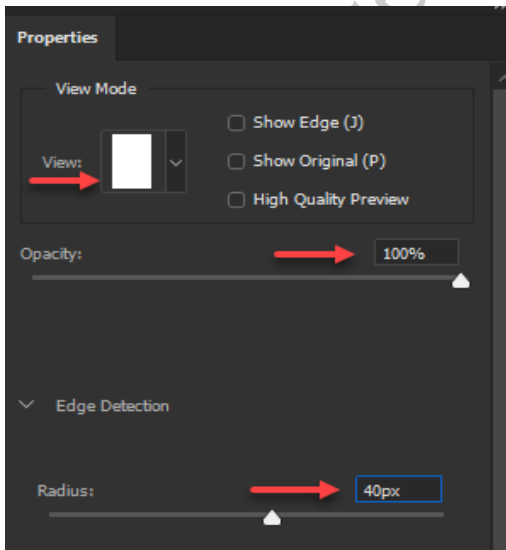 Properties
View Mode
Show Edge (J)
View:
Show Original (P)
High Quality Preview
Opacity: 100%
Edge Detection
Radius: 40px